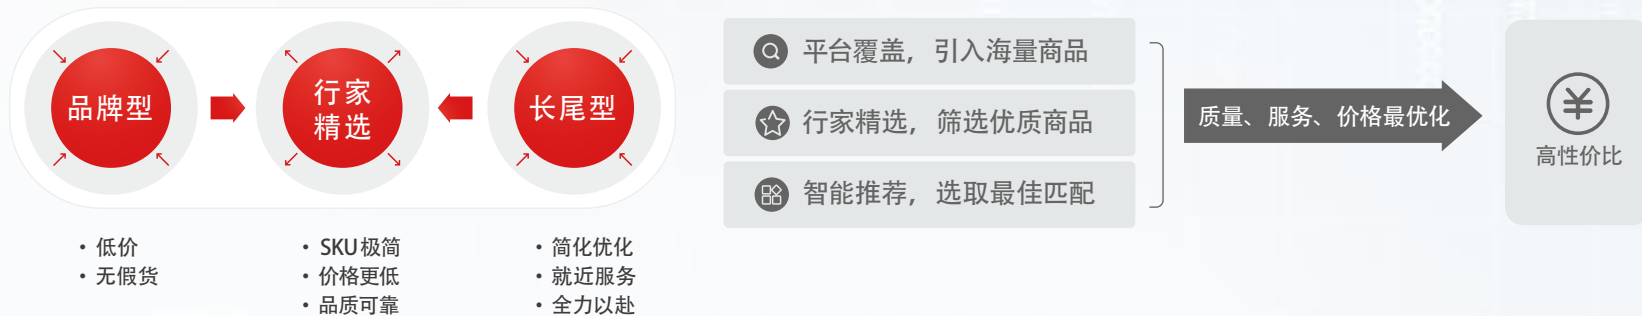 品牌型
行家
精选
长尾型
• 低价
• 无假货
• SKU极简
• 价格更低
• 品质可靠
• 简化优化
• 就近服务
• 全力以赴
平台覆盖，引入海量商品
行家精选，筛选优质商品
智能推荐，选取最佳匹配
质量、服务、价格最优化
¥
高性价比